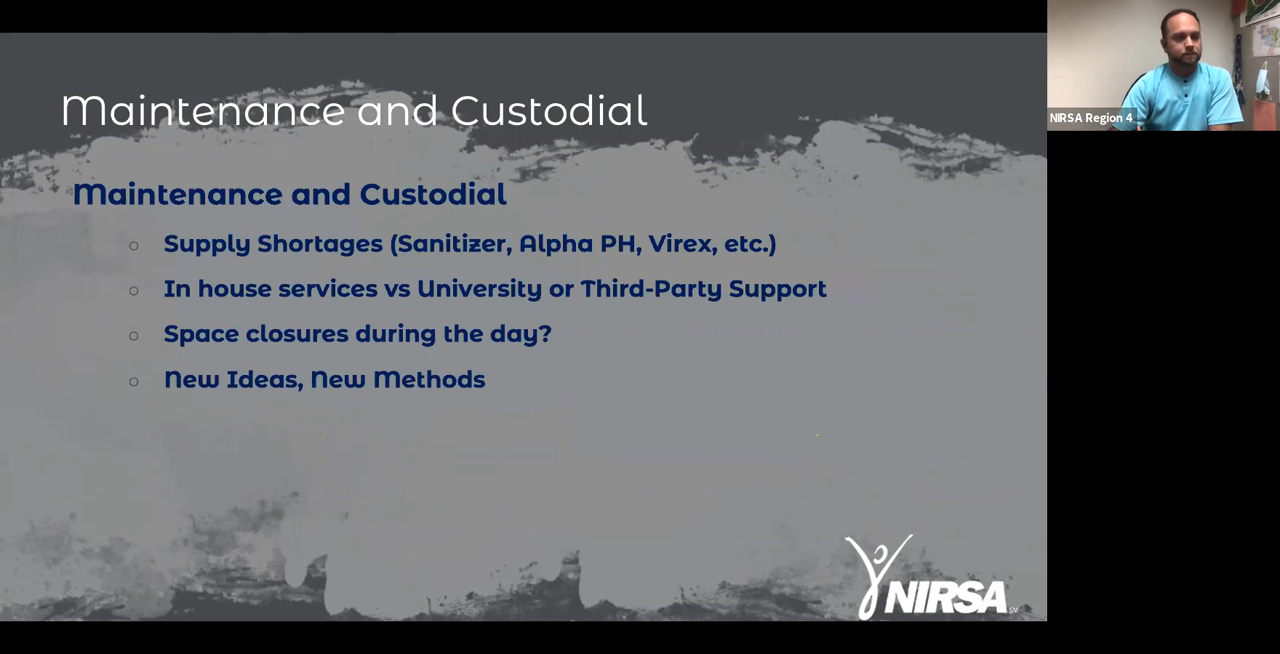 Maintenance and Custodial
NIRSA Region 4
Maintenance and Custodial
Supply Shortages (Sanitizer, Alpha PH, Virex, etc.)
In house services vs University or Third-Party Support
Space closures during the day?
New Ideas, New Methods
NIRSA SM